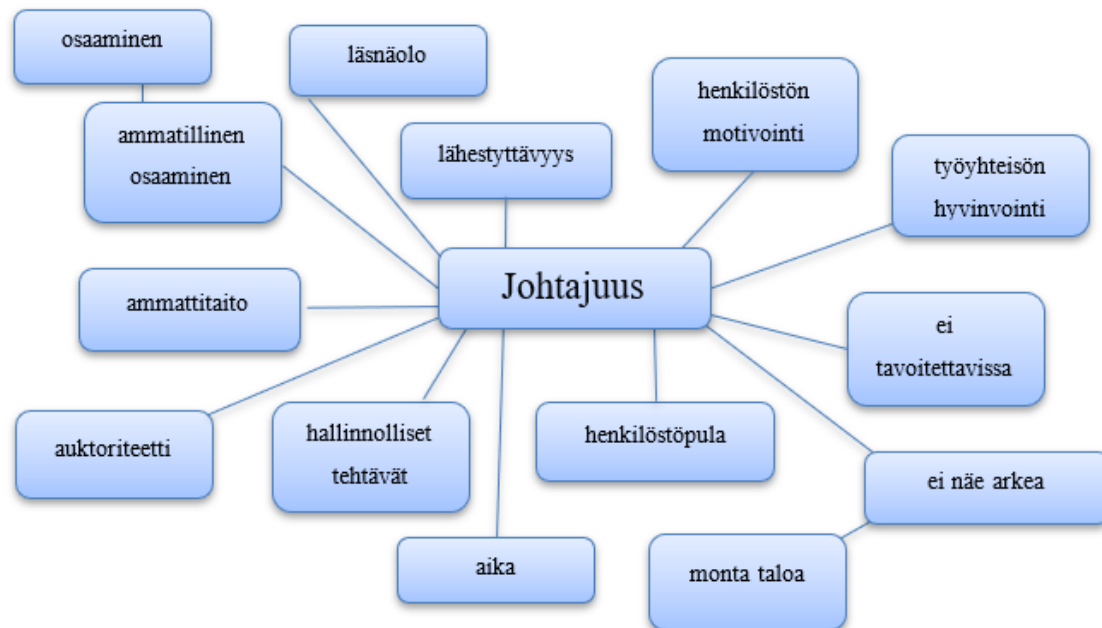 osaaminen
läsnäolo
henkilöstön
motivointi
ammatillinen
osaaminen
lähestyttävyys
työyhteisön
hyvinvointi
Johtajuus
ammattitaito
ei
tavoitettavissa
auktoriteetti
hallinnolliset
tehtävät
henkilöstöpula
ei näe arkea
aika
monta taloa